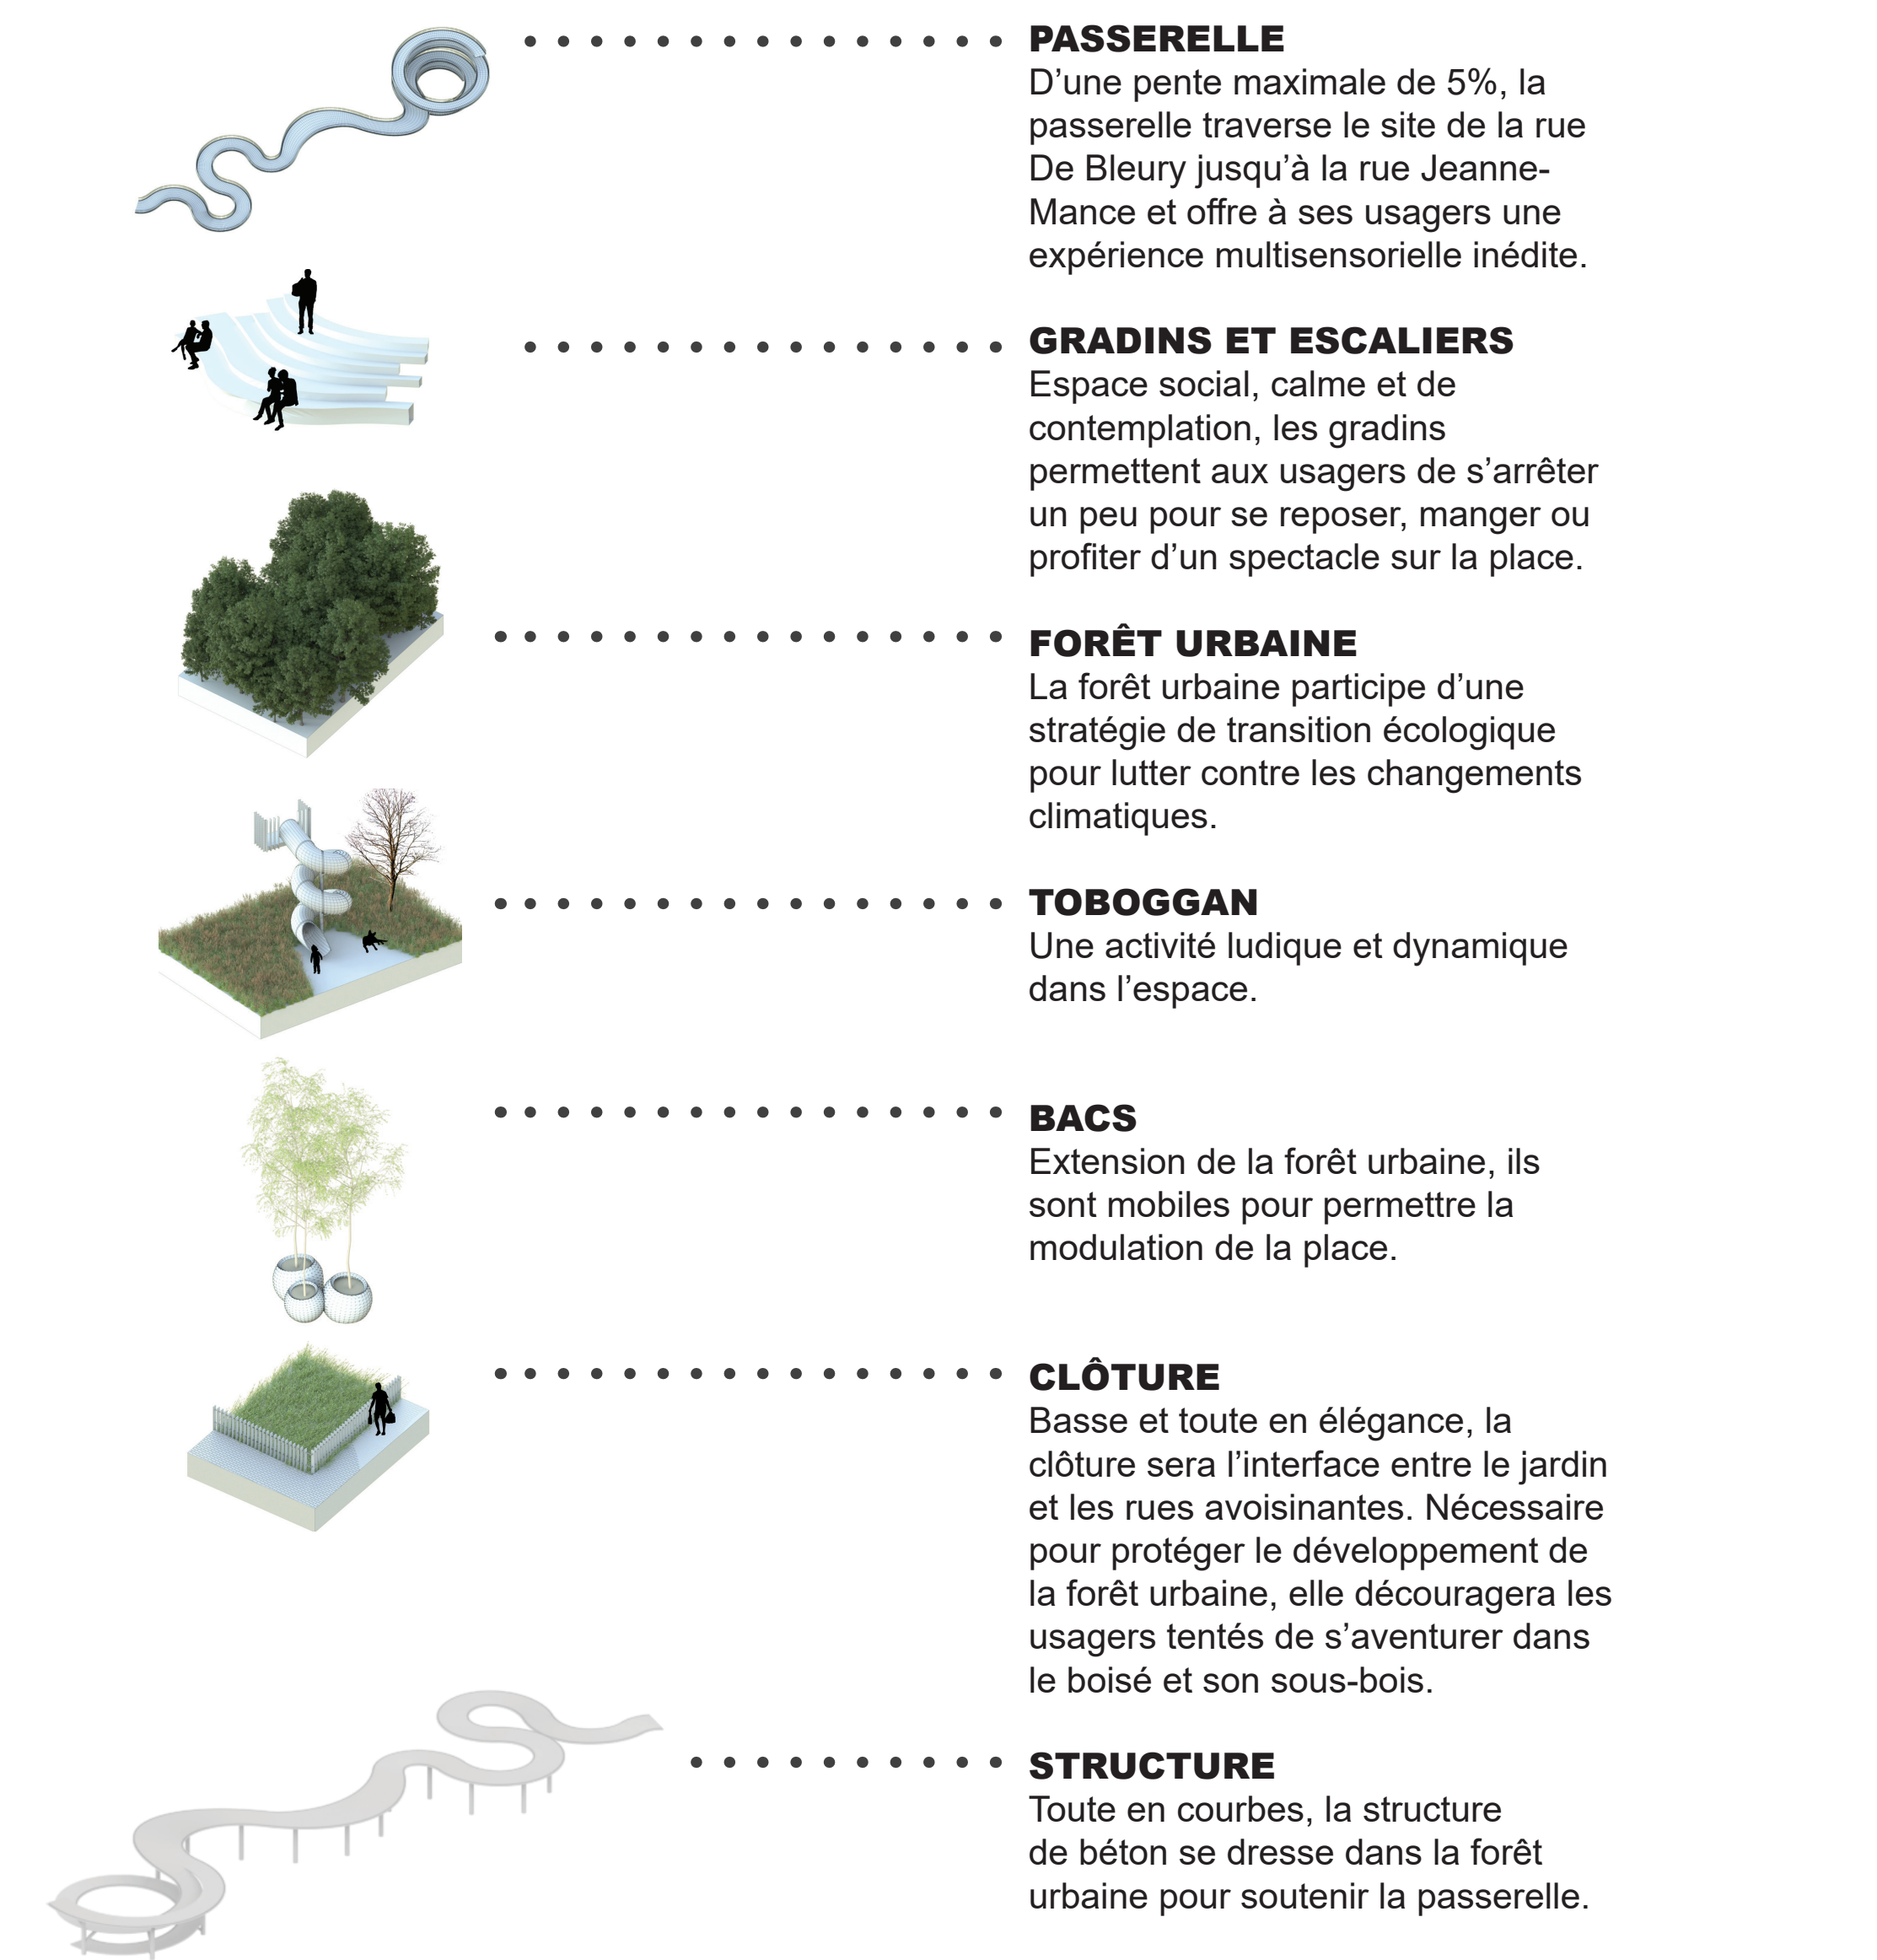 PASSERELLE
D’une pente maximale de 5%, la
passerelle traverse le site de la rue
De Bleury jusqu’à la rue Jeanne-
Mance et offre à ses usagers une
expérience multisensorielle inédite.
GRADINS ET ESCALIERS
Espace social, calme et de
contemplation, les gradins
permettent aux usagers de s’arrêter
un peu pour se reposer, manger ou
profiter d’un spectacle sur la place.
FORÊT URBAINE
La forêt urbaine participe d’une
stratégie de transition écologique
pour lutter contre les changements
climatiques.
TOBOGGAN
Une activité ludique et dynamique
dans l’espace.
BACS
Extension de la forêt urbaine, ils
sont mobiles pour permettre la
modulation de la place.
CLÔTURE
Basse et toute en élégance, la
clôture sera l’interface entre le jardin
et les rues avoisinantes. Nécessaire
pour protéger le développement de
la forêt urbaine, elle découragera les
usagers tentés de s’aventurer dans
le boisé et son sous-bois.
STRUCTURE
Toute en courbes, la structure
de béton se dresse dans la forêt
urbaine pour soutenir la passerelle.